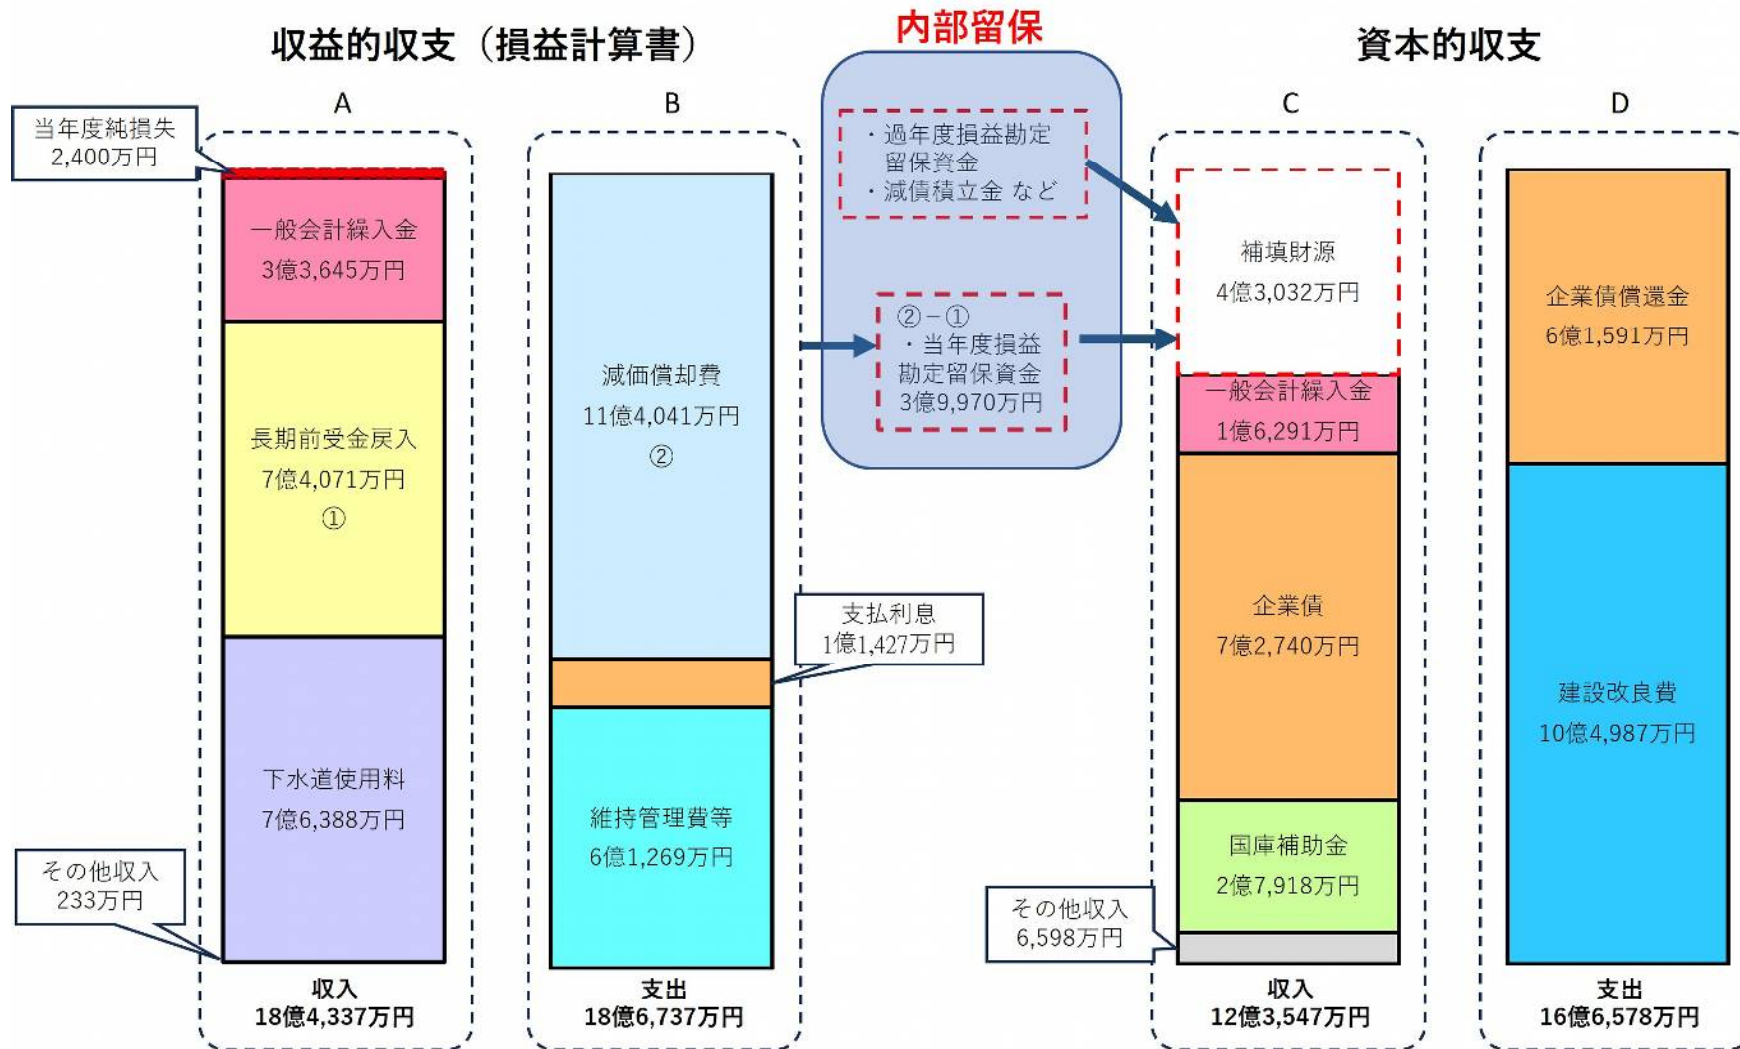 収益的収支（損益計算書）
内部留保
資本的収支
A
B
C
D
当年度純損失
2,400万円
一般会計繰入金
3億3,645万円
長期前受金戻入
7億4,071万円
①
下水道使用料
7億6,388万円
その他収入
233万円
収入
18億4,337万円
減価償却費
11億4,041万円
②
支払利息
1億1,427万円
維持管理費等
6億1,269万円
支出
18億6,737万円
・過年度損益勘定
留保資金
・減債積立金 など
②－①
・当年度損益
勘定留保資金
3億9,970万円
補填財源
4億3,032万円
一般会計繰入金
1億6,291万円
企業債
7億2,740万円
国庫補助金
2億7,918万円
その他収入
6,598万円
収入
12億3,547万円
企業債償還金
6億1,591万円
建設改良費
10億4,987万円
支出
16億6,578万円